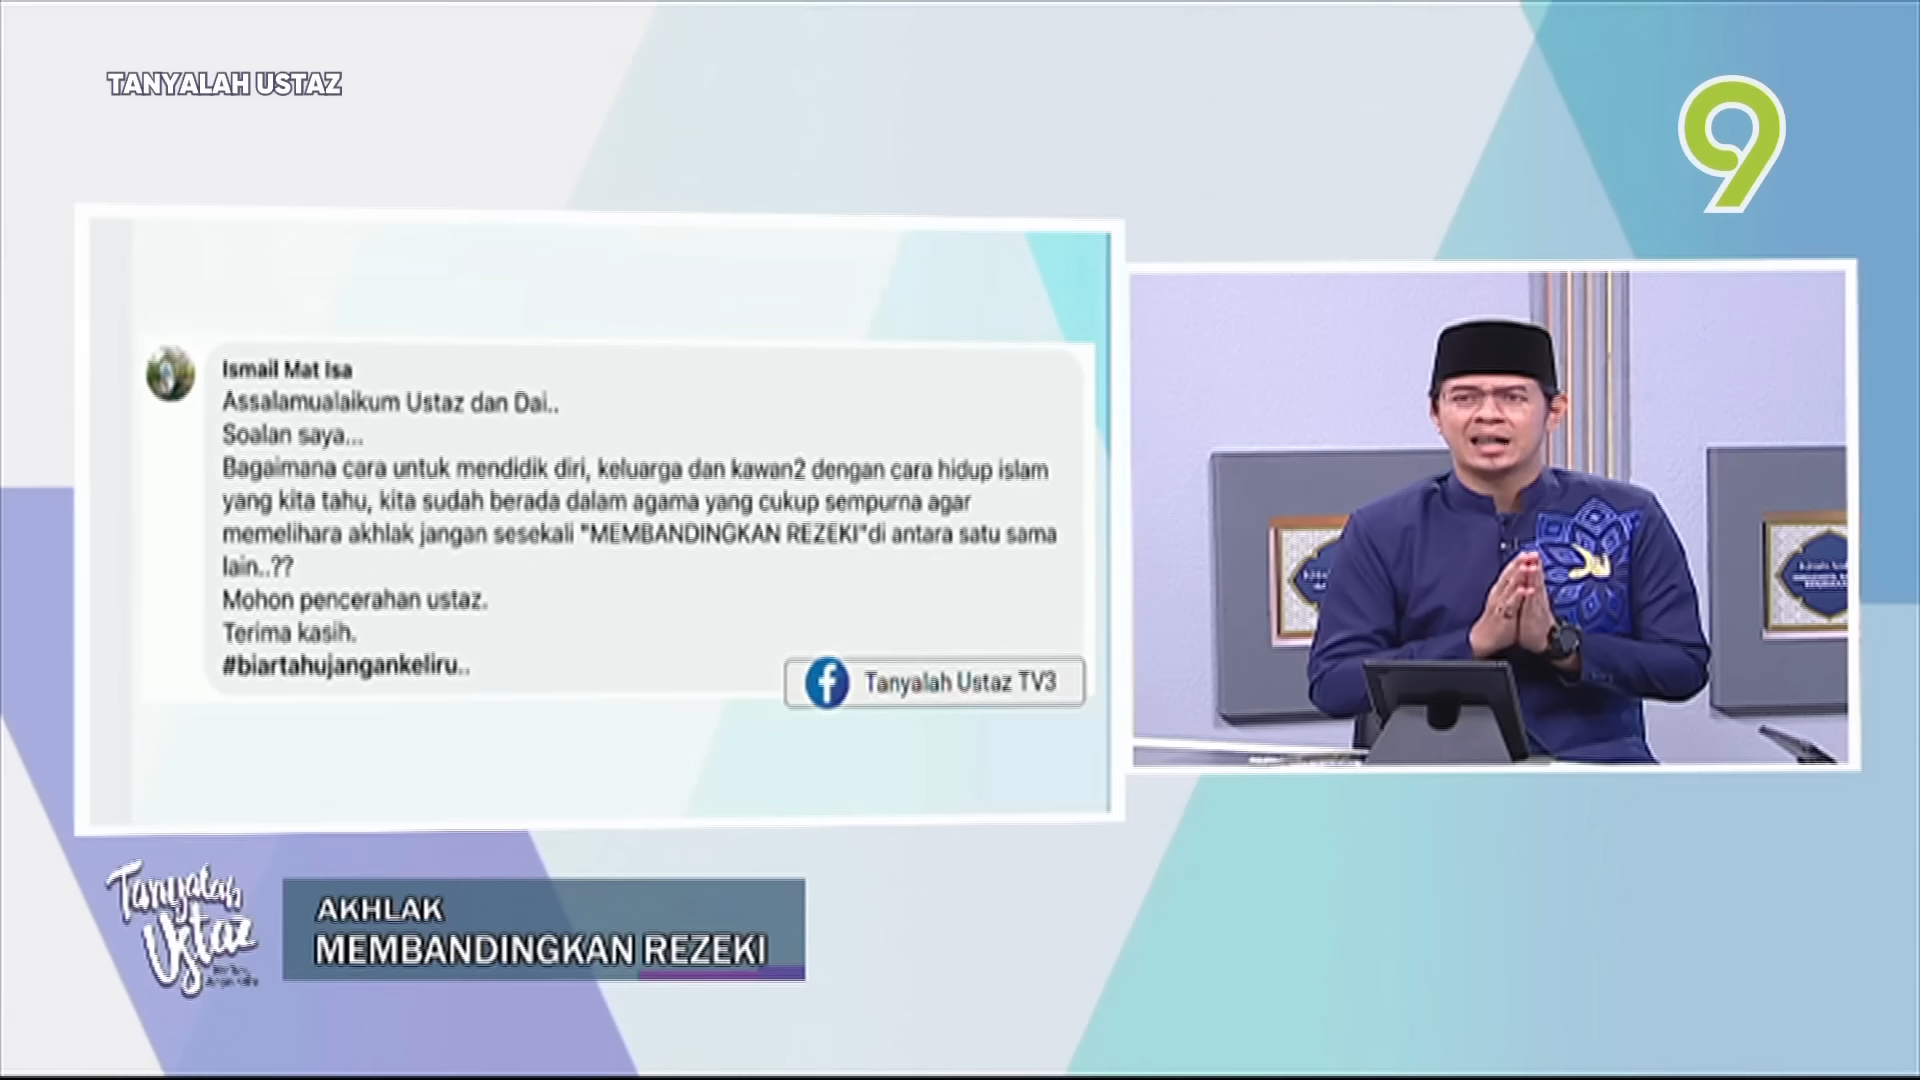 TANYALAH USTAZ
9
Ismail Mat Isa
Assalamualaikum Ustaz dan Dai..
Soalan saya...
Bagaimana cara untuk mendidik diri, keluarga dan kawan2 dengan cara hidup islam
yang kita tahu, kita sudah berada dalam agama yang cukup sempurna agar
memelihara akhlak jangan sesekali "MEMBANDINGKAN REZEKI"di antara satu sama
lain..??
Mohon pencerahan ustaz.
Terima kasih.
#biartahujangankeliru..
Tanyalah Ustaz TV3
Tanyalah
Ustaz
AKHLAK
MEMBANDINGKAN REZEKI